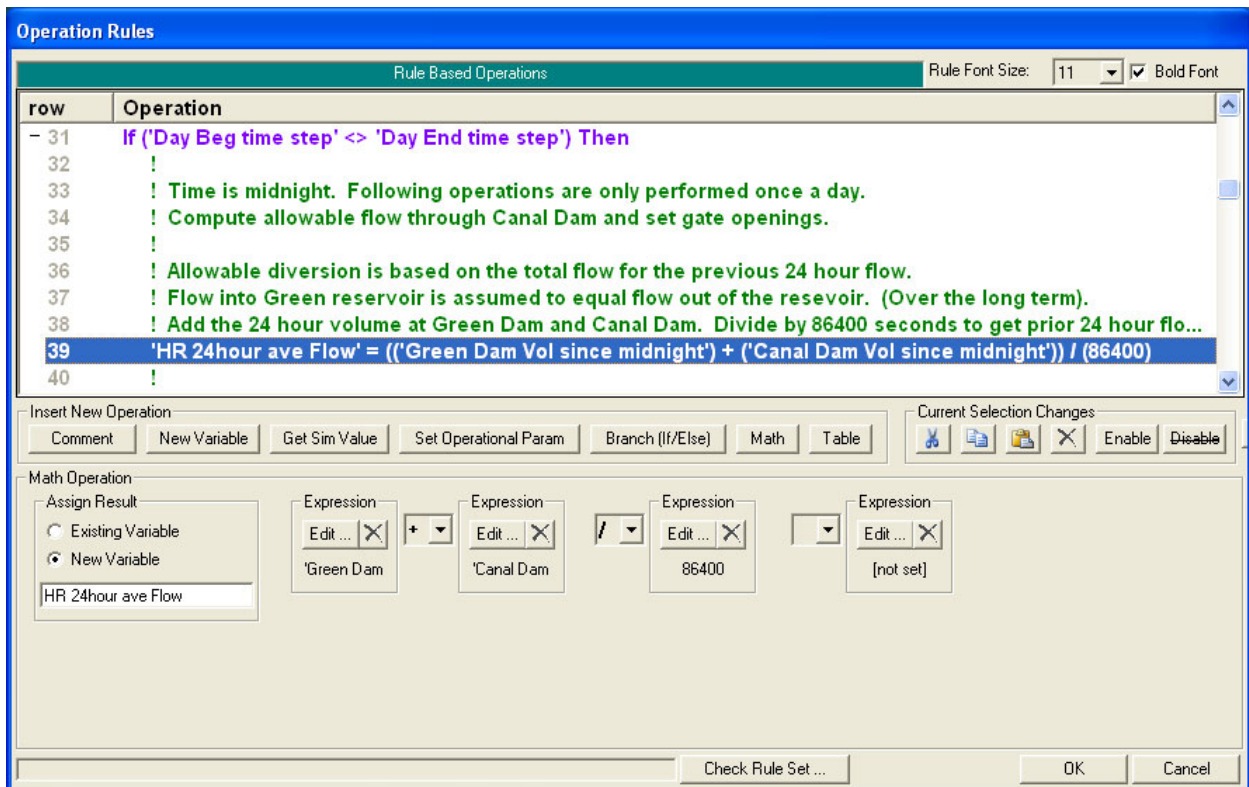 Operation Rules
Rule Based Operations
Rule Font Size: 11 Bold Font
row Operation
− 31 If ('Day Beg time step' <> 'Day End time step') Then
32 !
33 ! Time is midnight. Following operations are only performed once a day.
34 ! Compute allowable flow through Canal Dam and set gate openings.
35 !
36 ! Allowable diversion is based on the total flow for the previous 24 hour flow.
37 ! Flow into Green reservoir is assumed to equal flow out of the resevoir. (Over the long term).
38 ! Add the 24 hour volume at Green Dam and Canal Dam. Divide by 86400 seconds to get prior 24 hour flo...
39 'HR 24hour ave Flow' = (('Green Dam Vol since midnight') + ('Canal Dam Vol since midnight')) / (86400)
40 !
Insert New Operation Current Selection Changes
Comment New Variable Get Sim Value Set Operational Param Branch (If/Else) Math Table Enable Disable
Math Operation
Assign Result Expression Expression Expression Expression
Existing Variable Edit ... + Edit ... / Edit ... Edit ...
New Variable 'Green Dam 'Canal Dam 86400 [not set]
HR 24hour ave Flow
Check Rule Set ... OK Cancel